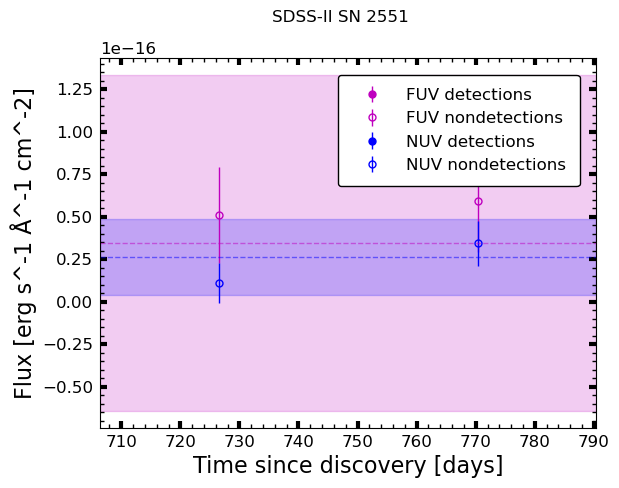 SDSS-II SN 2551
1e−16
FUV detections
FUV nondetections
NUV detections
NUV nondetections
1.25
1.00
0.75
0.50
0.25
0.00
−0.25
−0.50
Flux [erg s^-1 Å^-1 cm^-2]
710 720 730 740 750 760 770 780 790
Time since discovery [days]